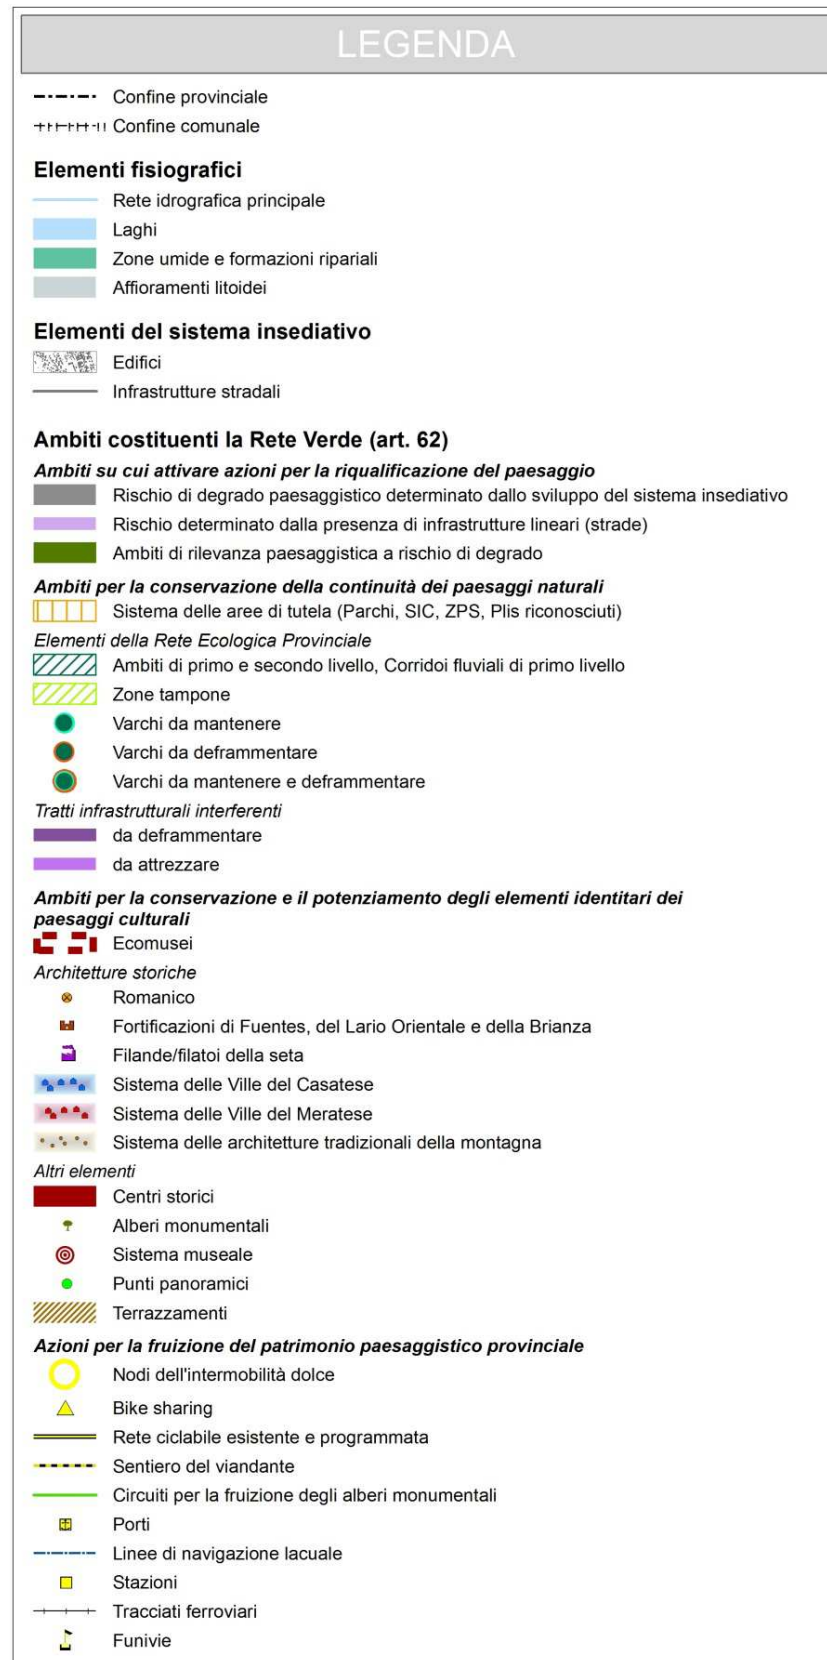 LEGENDA
Confine provinciale
Confine comunale
Elementi fisiografici
Rete idrografica principale
Laghi
Zone umide e formazioni ripariali
Affioramenti litoidei
Elementi del sistema insediativo
Edifici
Infrastrutture stradali
Ambiti costituenti la Rete Verde (art. 62)
Ambiti su cui attivare azioni per la riqualificazione del paesaggio
Rischio di degrado paesaggistico determinato dallo sviluppo del sistema insediativo
Rischio determinato dalla presenza di infrastrutture lineari (strade)
Ambiti di rilevanza paesaggistica a rischio di degrado
Ambiti per la conservazione della continuità dei paesaggi naturali
Sistema delle aree di tutela (Parchi, SIC, ZPS, Plis riconosciuti)
Elementi della Rete Ecologica Provinciale
Ambiti di primo e secondo livello, Corridoi fluviali di primo livello
Zone tampone
Varchi da mantenere
Varchi da deframmentare
Varchi da mantenere e deframmentare
Tratti infrastrutturali interferenti
da deframmentare
da attrezzare
Ambiti per la conservazione e il potenziamento degli elementi identitari dei
paesaggi culturali
Ecomusei
Architetture storiche
Romanico
Fortificazioni di Fuentes, del Lario Orientale e della Brianza
Filande/filatoi della seta
Sistema delle Ville del Casatese
Sistema delle Ville del Meratese
Sistema delle architetture tradizionali della montagna
Altri elementi
Centri storici
Alberi monumentali
Sistema museale
Punti panoramici
Terrazzamenti
Azioni per la fruizione del patrimonio paesaggistico provinciale
Nodi dell'intermobilità dolce
Bike sharing
Rete ciclabile esistente e programmata
Sentiero del viandante
Circuiti per la fruizione degli alberi monumentali
Porti
Linee di navigazione lacuale
Stazioni
Tracciati ferroviari
Funivie